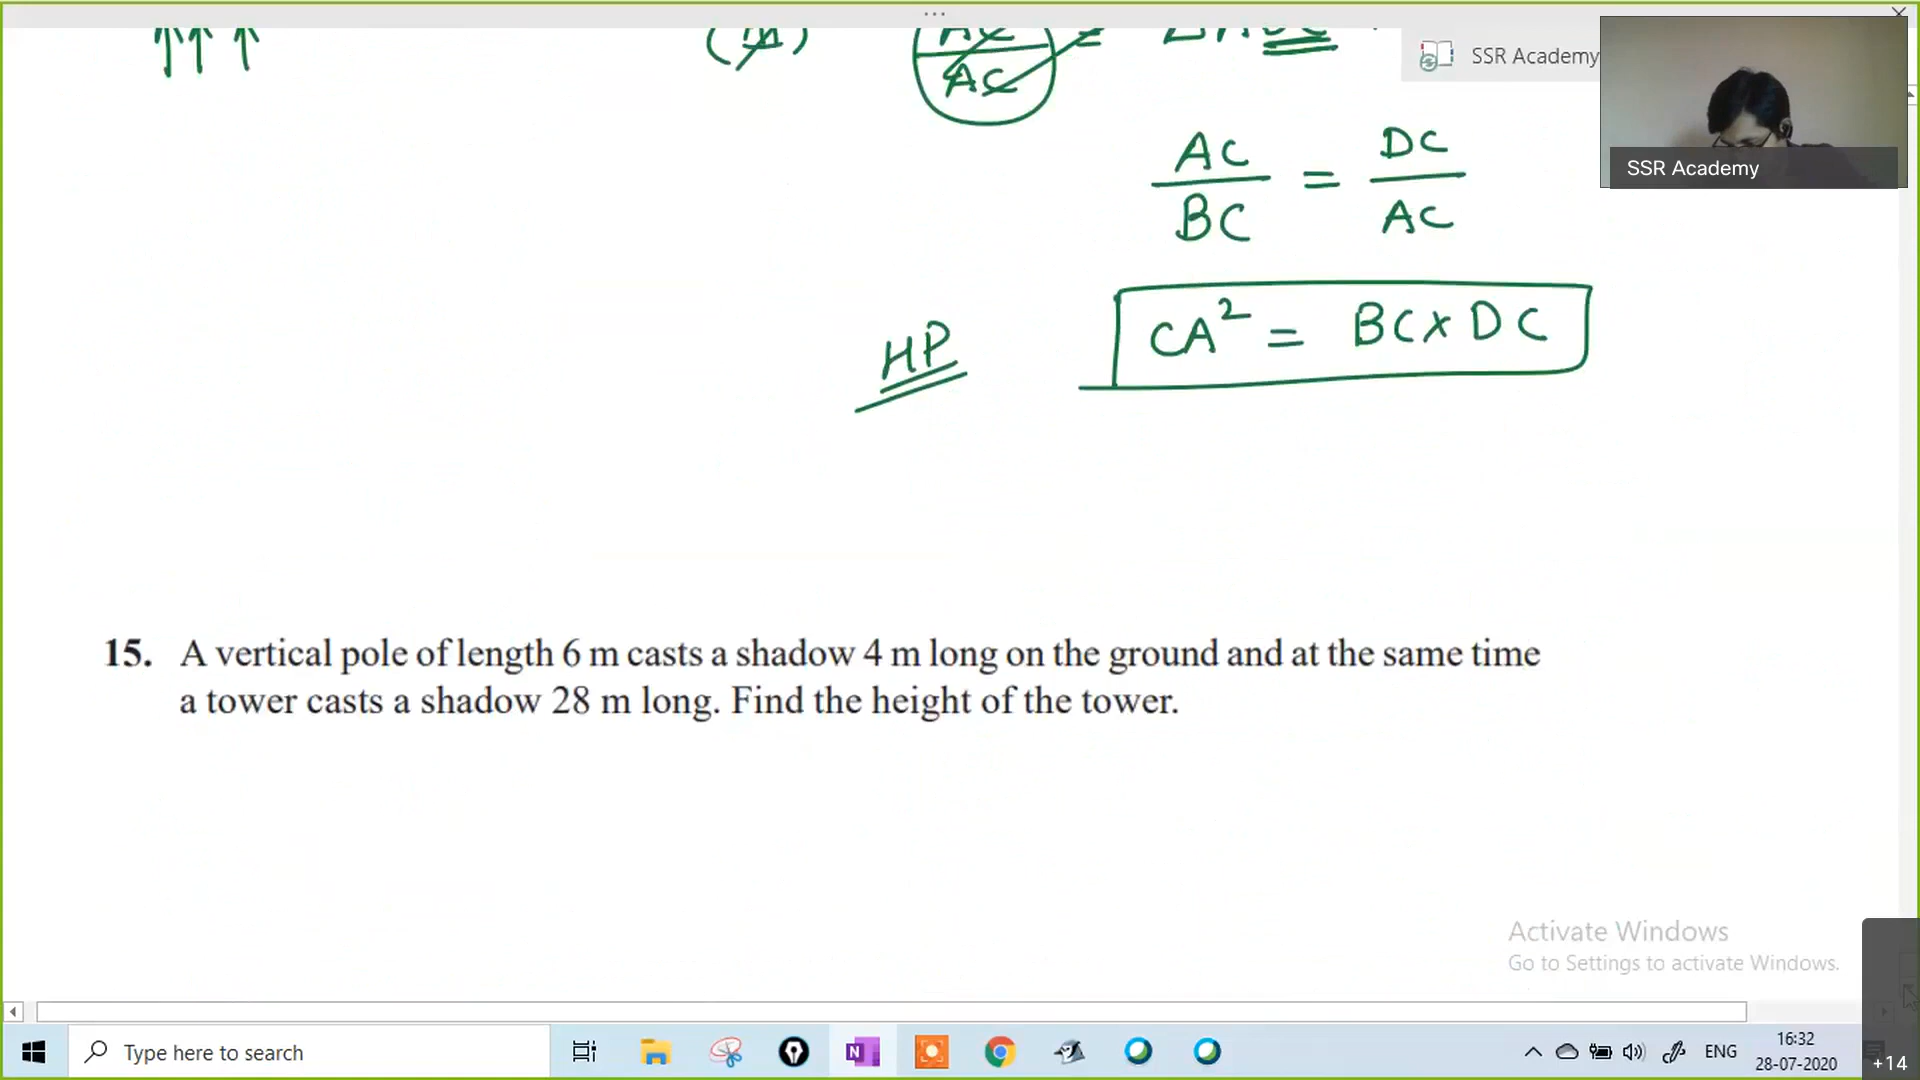 SSR Academy
SSR Academy
AC
AC/BC = DC/AC
HP
CA² = BC × DC
15. A vertical pole of length 6 m casts a shadow 4 m long on the ground and at the same time
a tower casts a shadow 28 m long. Find the height of the tower.
Activate Windows
Go to Settings to activate Windows.
Type here to search
ENG
16:32
28-07-2020
+14